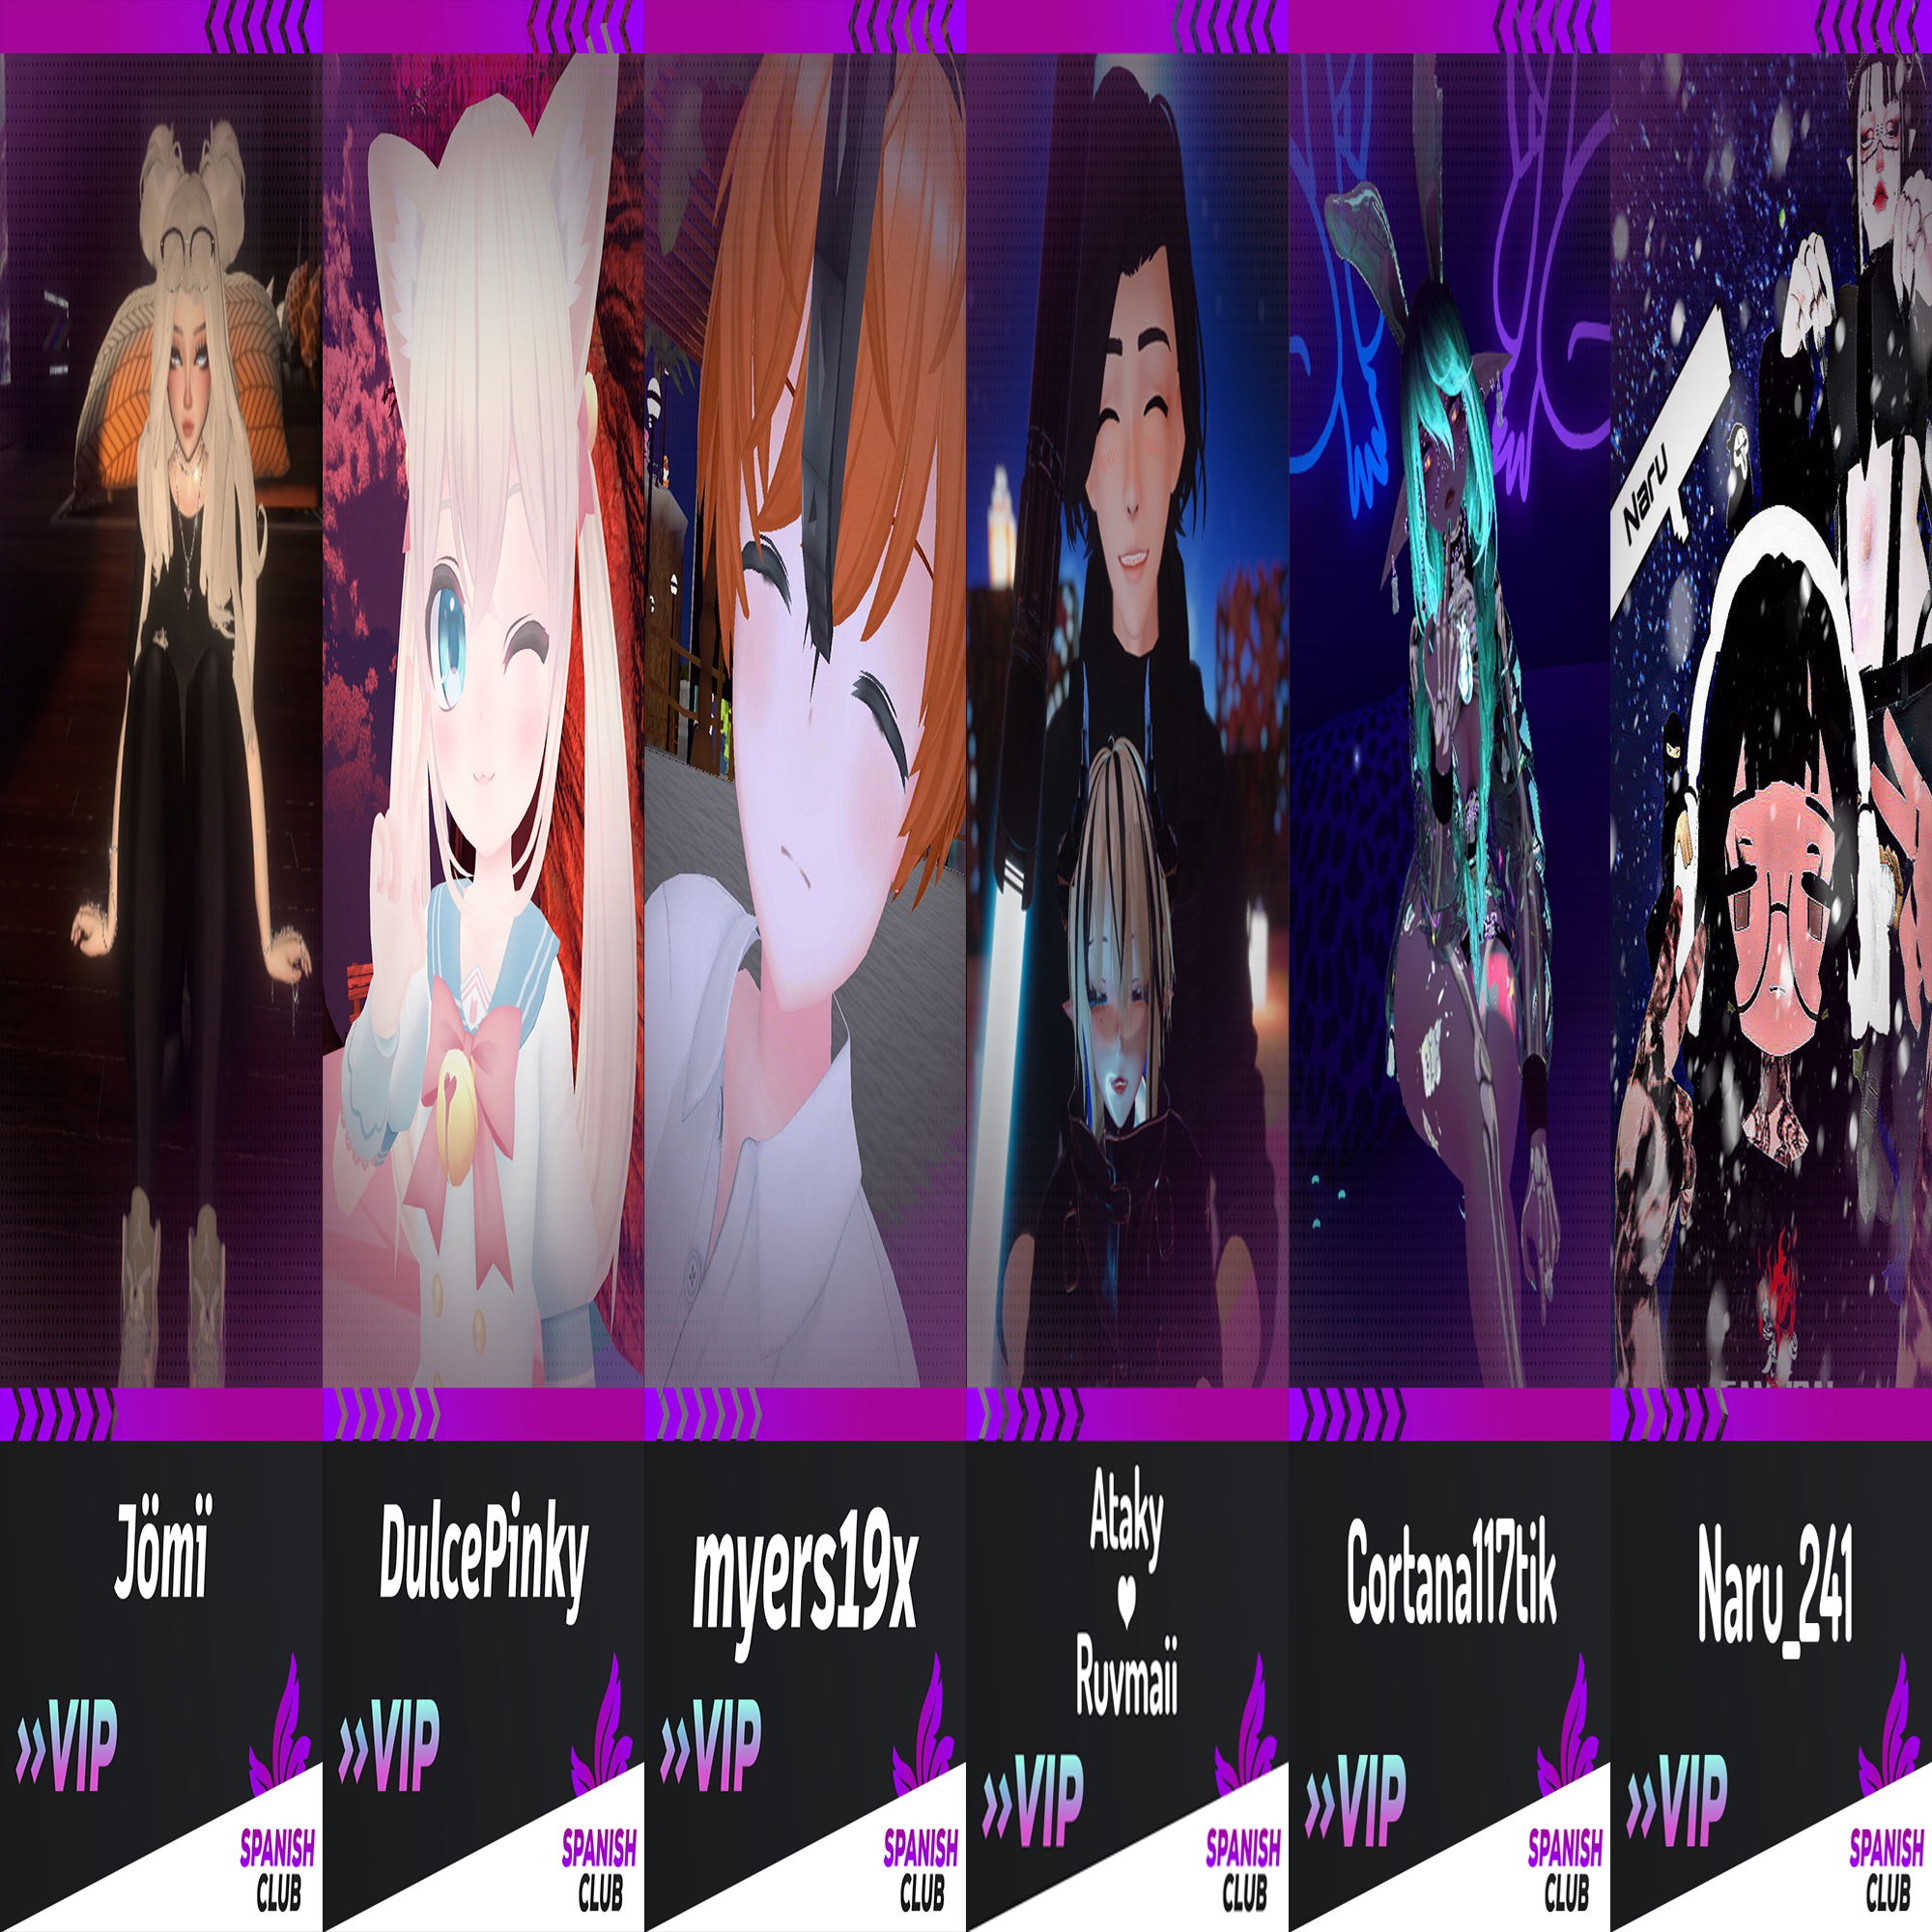 Naru
Jömï
»VIP
SPANISH
CLUB
DulcePinky
»VIP
SPANISH
CLUB
myers19x
»VIP
SPANISH
CLUB
Ataky
♥
Ruvmaii
»VIP
SPANISH
CLUB
Cortana117tik
»VIP
SPANISH
CLUB
Naru_241
»VIP
SPANISH
CLUB